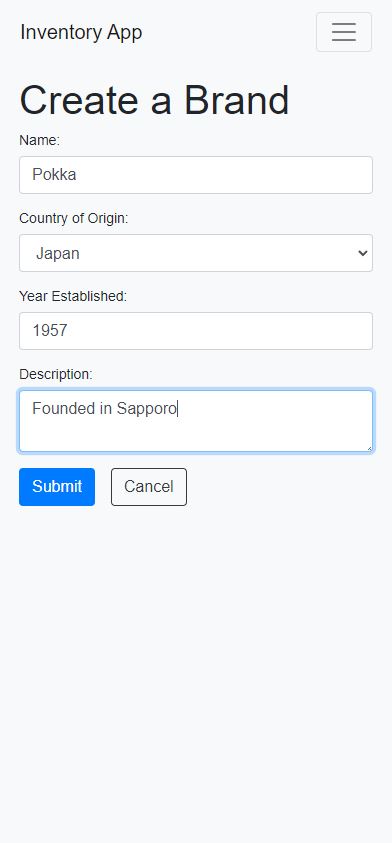 Inventory App
Create a Brand
Name:
Pokka
Country of Origin:
Japan
Year Established:
1957
Description:
Founded in Sapporo
Submit Cancel